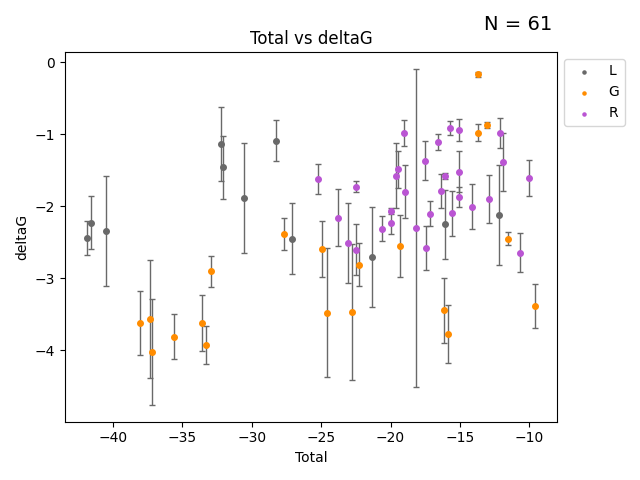 N = 61
Total vs deltaG
L
G
R
0
−1
−2
−3
−4
deltaG
−40
−35
−30
−25
−20
−15
−10
Total